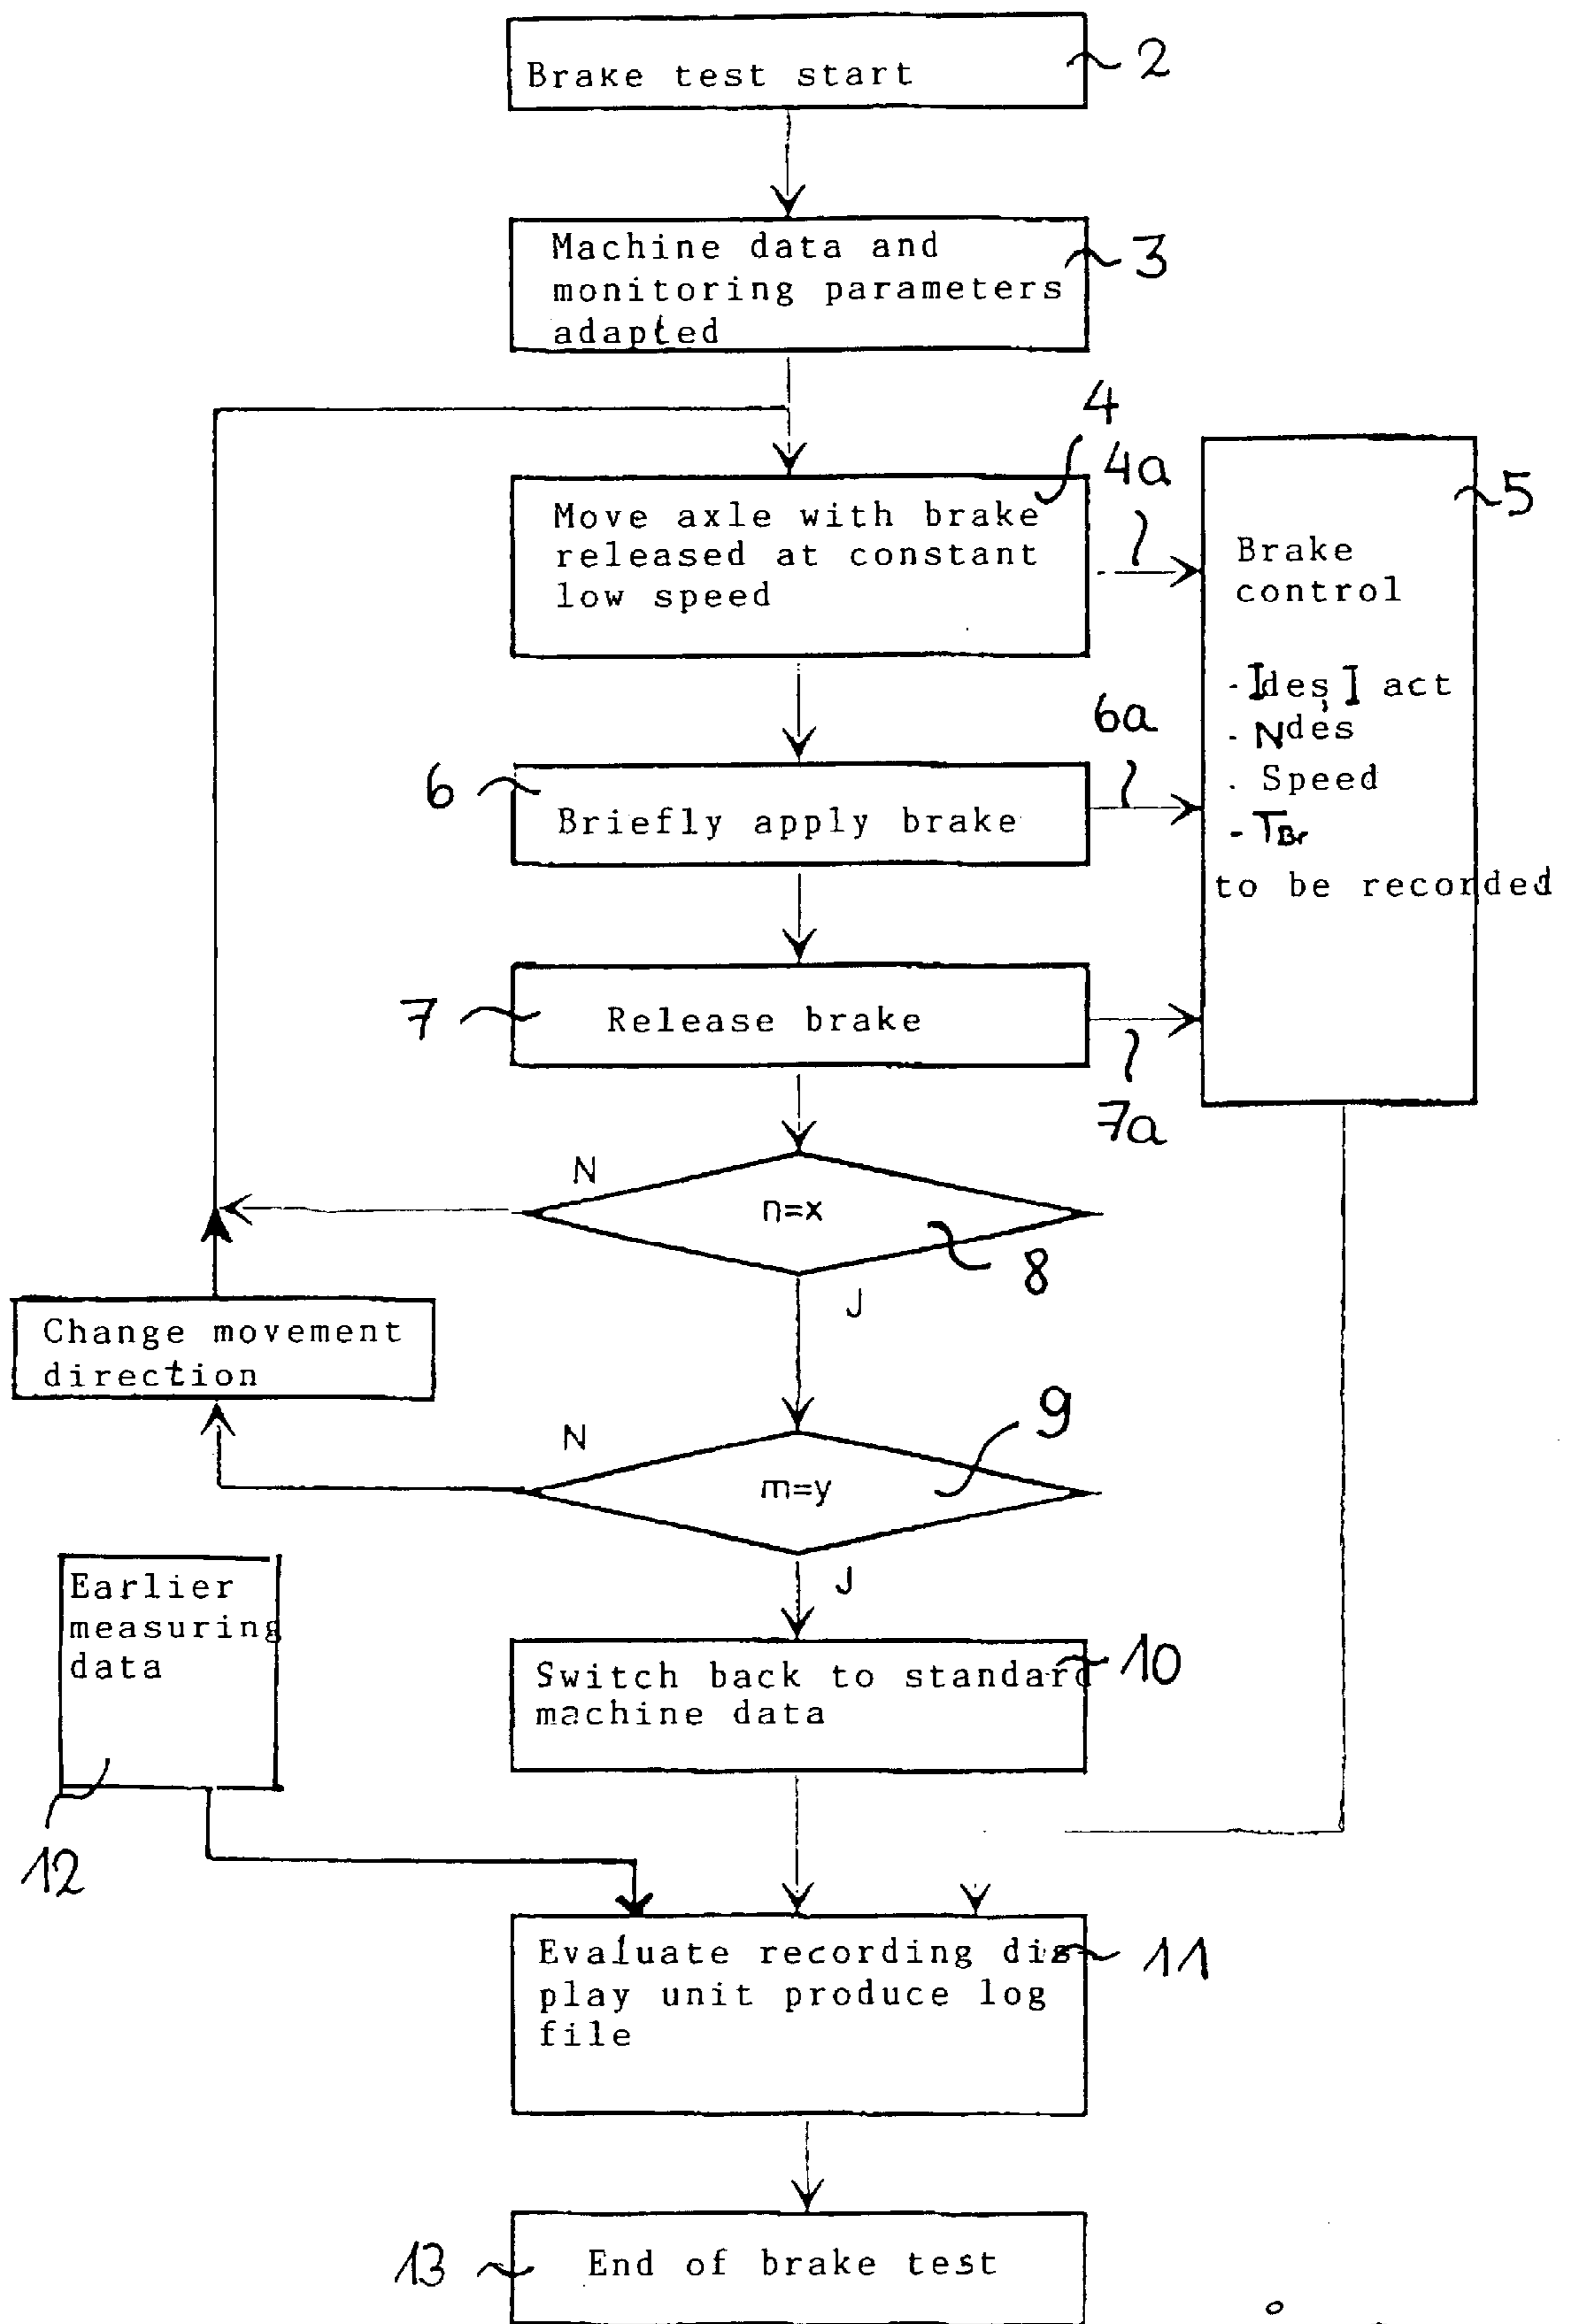 Brake test start
2
Machine data and
monitoring parameters
adapted
3
4
Move axle with brake
released at constant
low speed
4a
5
Brake
control
- Ides, I act
- Ndes
. Speed
- TBr
to be recorded
6
Briefly apply brake
6a
7
Release brake
7a
N
n=x
8
J
Change movement
direction
N
m=y
9
J
Earlier
measuring
data
12
Switch back to standard
machine data
10
Evaluate recording dis-
play unit produce log
file
11
13
End of brake test